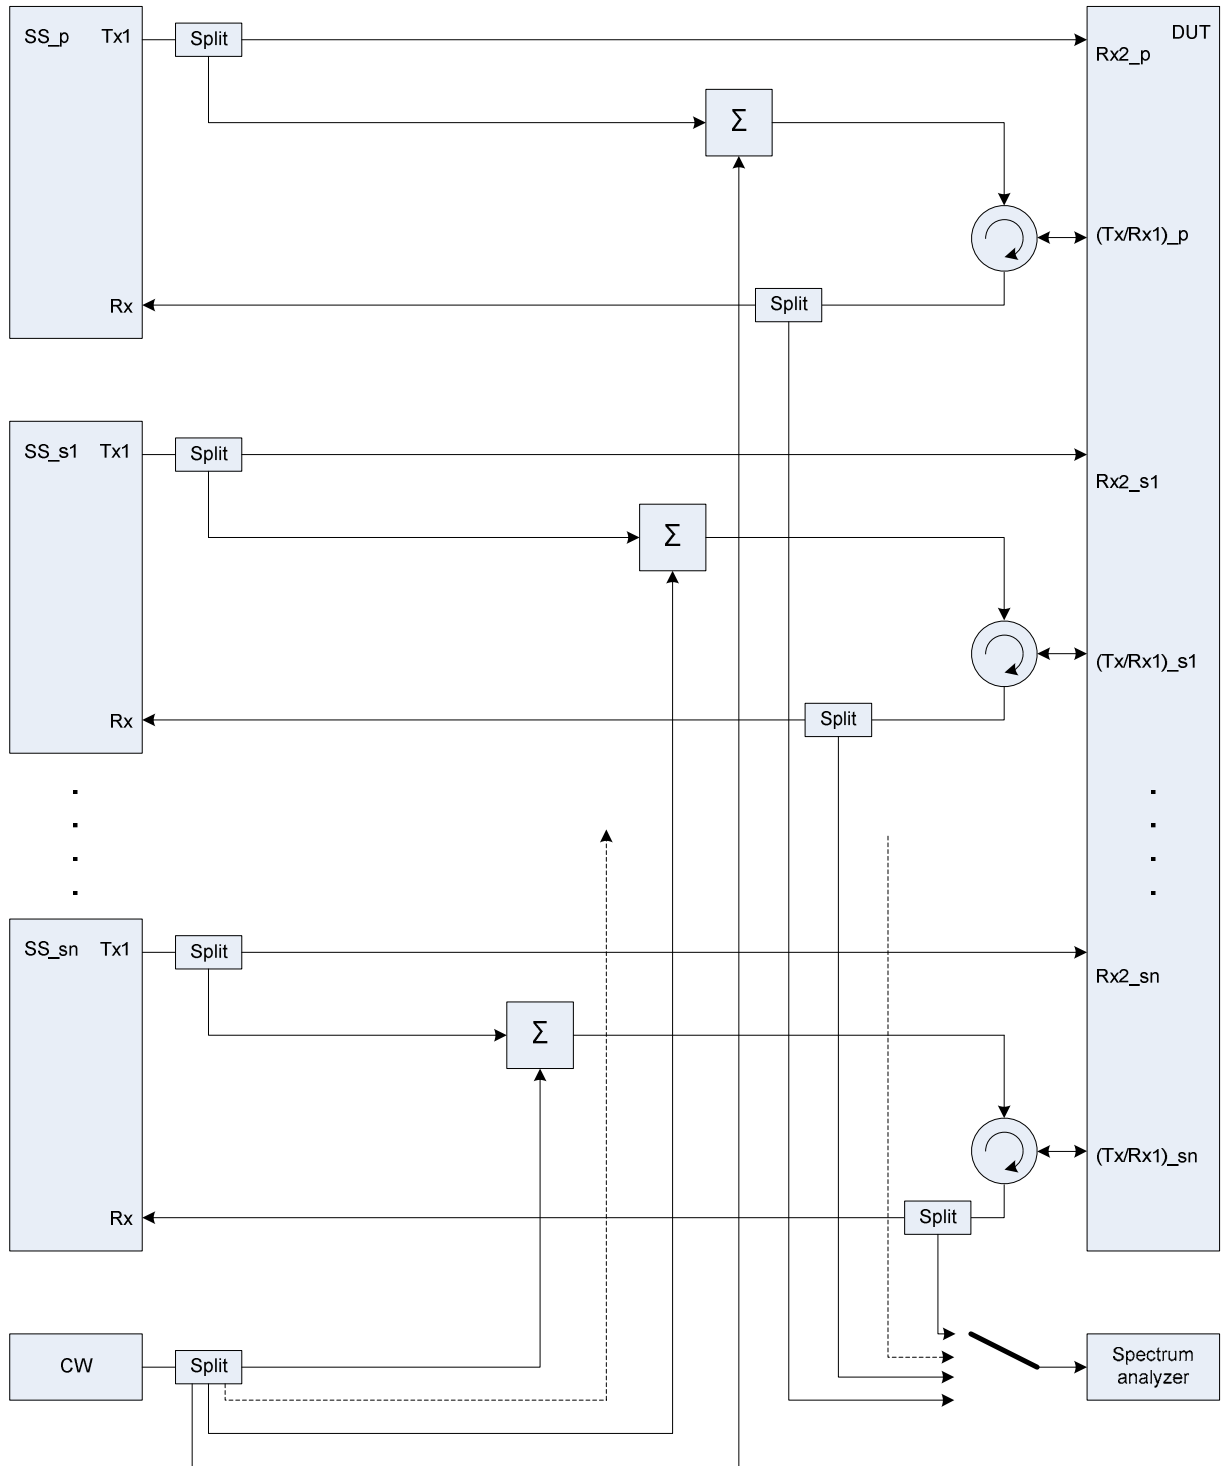 SS_p Tx1
Split
DUT
Rx2_p
Σ
(Tx/Rx1)_p
Rx
Split
SS_s1 Tx1
Split
Rx2_s1
Σ
(Tx/Rx1)_s1
Rx
Split
SS_sn Tx1
Split
Rx2_sn
Σ
(Tx/Rx1)_sn
Rx
Split
CW
Split
Spectrum
analyzer